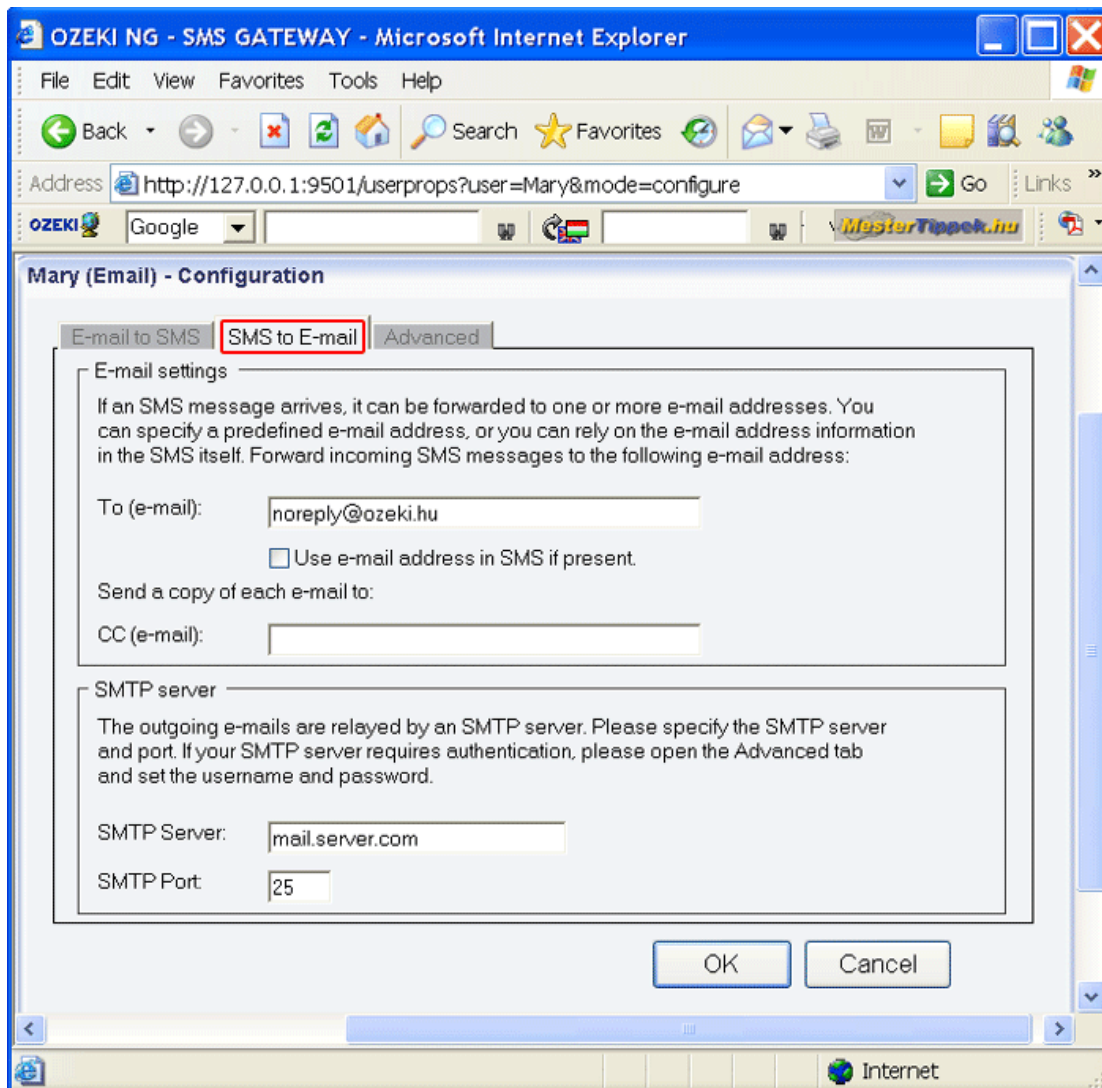 OZEKI NG - SMS GATEWAY - Microsoft Internet Explorer
File Edit View Favorites Tools Help
Back Search Favorites
Address http://127.0.0.1:9501/userprops?user=Mary&mode=configure Go Links »
OZEKI Google MesterTippek.hu
Mary (Email) - Configuration
E-mail to SMS SMS to E-mail Advanced
E-mail settings
If an SMS message arrives, it can be forwarded to one or more e-mail addresses. You
can specify a predefined e-mail address, or you can rely on the e-mail address information
in the SMS itself. Forward incoming SMS messages to the following e-mail address:
To (e-mail): noreply@ozeki.hu
Use e-mail address in SMS if present.
Send a copy of each e-mail to:
CC (e-mail):
SMTP server
The outgoing e-mails are relayed by an SMTP server. Please specify the SMTP server
and port. If your SMTP server requires authentication, please open the Advanced tab
and set the username and password.
SMTP Server: mail.server.com
SMTP Port: 25
OK Cancel
Internet